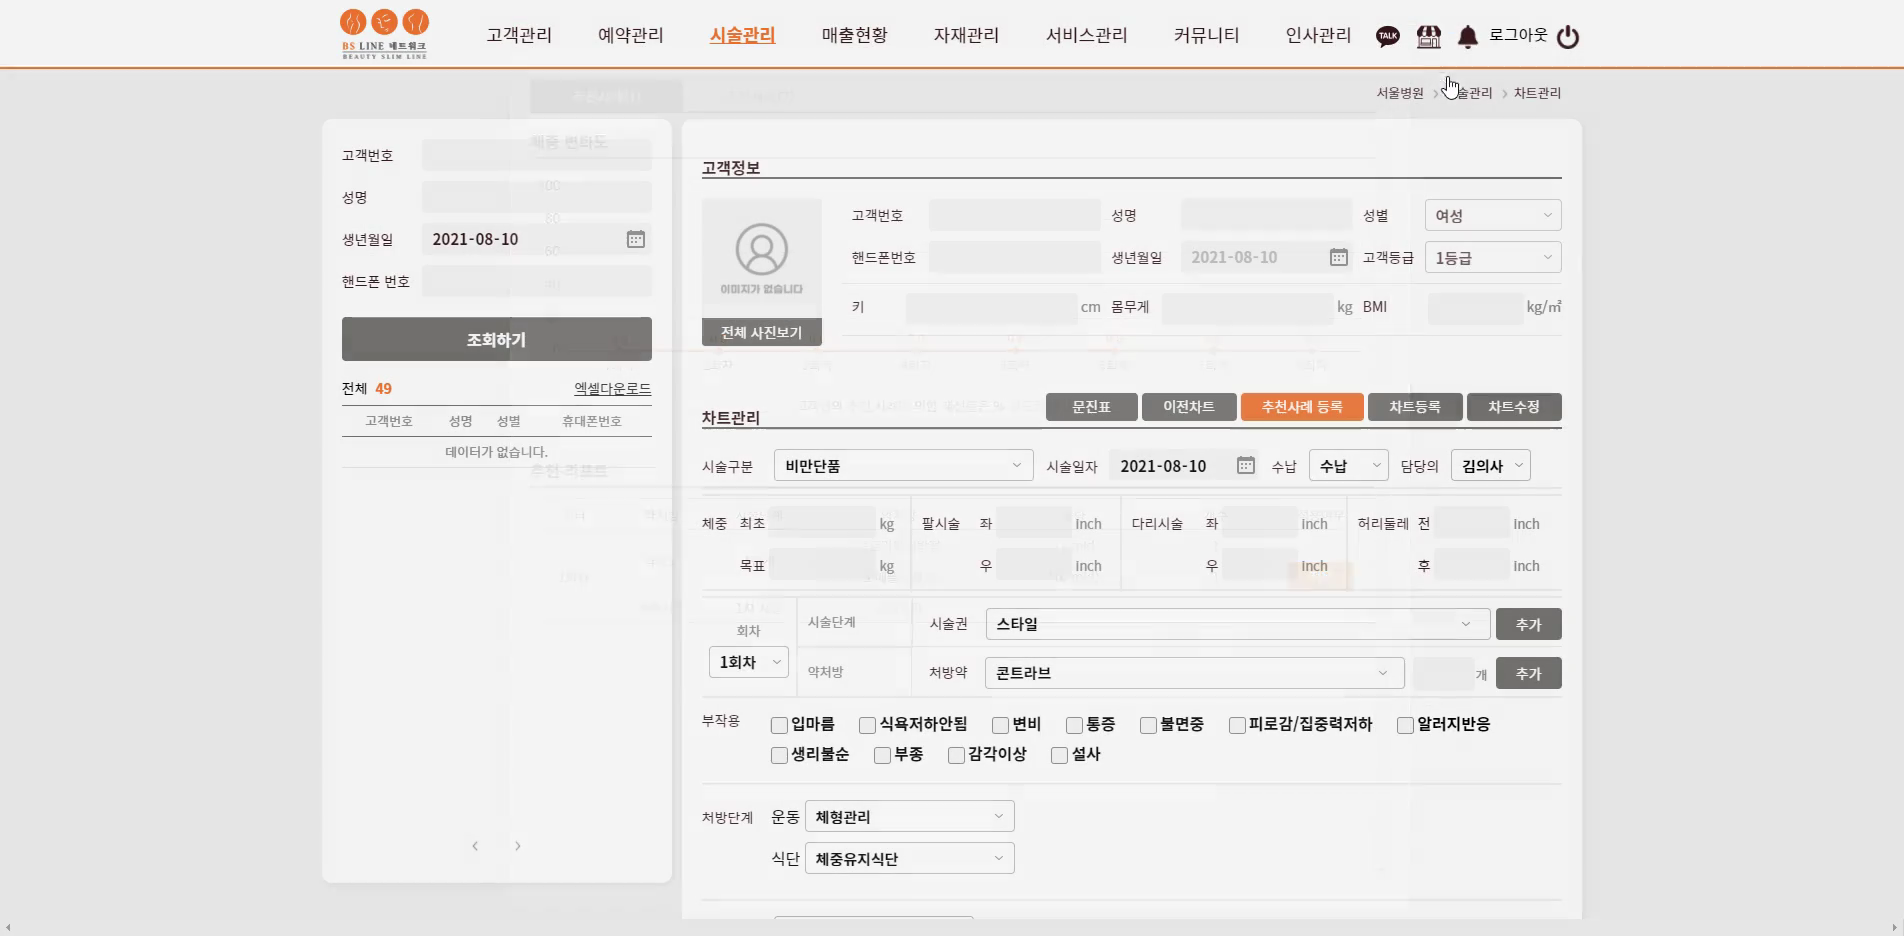 BS LINE 네트워크
BEAUTY SLIM LINE
고객관리 예약관리 시술관리 매출현황 자재관리 서비스관리 커뮤니티 인사관리 TALK 로그아웃
서울병원 > 술관리 > 차트관리
고객번호
성명
생년월일 2021-08-10
핸드폰 번호
조회하기
전체 49 엑셀다운로드
고객번호 성명 성별 휴대폰번호
데이터가 없습니다.
고객정보
이미지가 없습니다
전체 사진보기
고객번호 성명 성별 여성
핸드폰번호 생년월일 2021-08-10 고객등급 1등급
키 cm 몸무게 kg BMI kg/㎡
차트관리 문진표 이전차트 추천사례 등록 차트등록 차트수정
시술구분 비만단품 시술일자 2021-08-10 수납 수납 담당의 김의사
체중 최초 kg 팔시술 좌 inch 다리시술 좌 inch 허리둘레 전 inch
목표 kg 우 inch 우 inch 후 inch
회차 시술단계 시술권 스타일 추가
1회차 약처방 처방약 콘트라브 개 추가
부작용 입마름 식욕저하안됨 변비 통증 불면중 피로감/집중력저하 알러지반응
생리불순 부종 감각이상 설사
처방단계 운동 체형관리
식단 체중유지식단